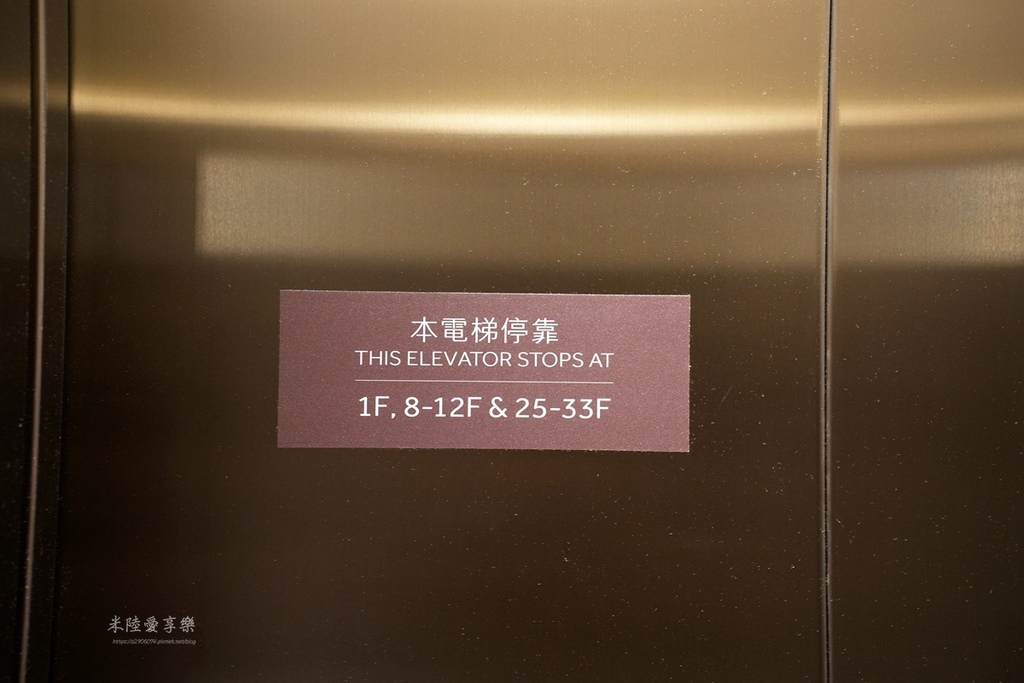 本電梯停靠
THIS ELEVATOR STOPS AT
1F, 8-12F & 25-33F
米陸愛享樂